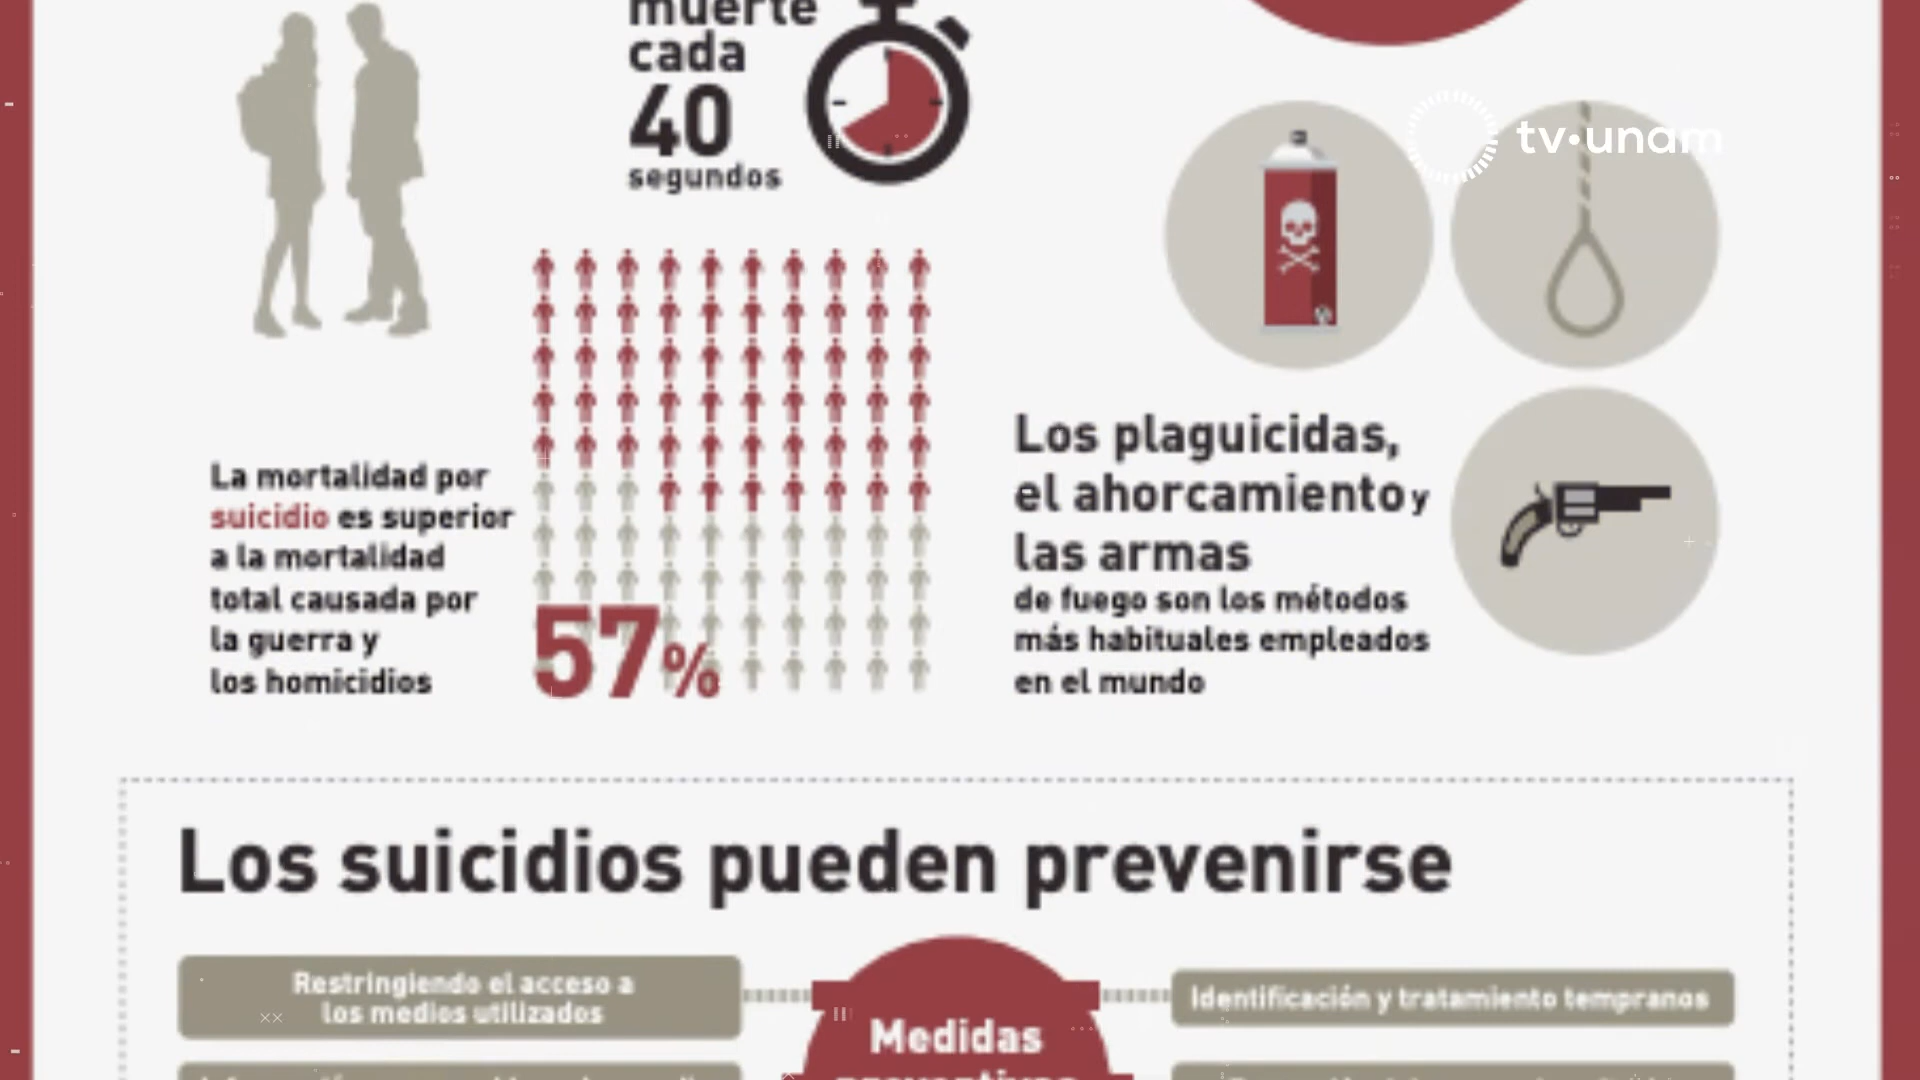 muerte
cada
40
segundos
tv·unam
La mortalidad por
suicidio es superior
a la mortalidad
total causada por
la guerra y
los homicidios
57%
Los plaguicidas,
el ahorcamiento y
las armas
de fuego son los métodos
más habituales empleados
en el mundo
Los suicidios pueden prevenirse
Restringiendo el acceso a
los medios utilizados
Medidas
Identificación y tratamiento tempranos